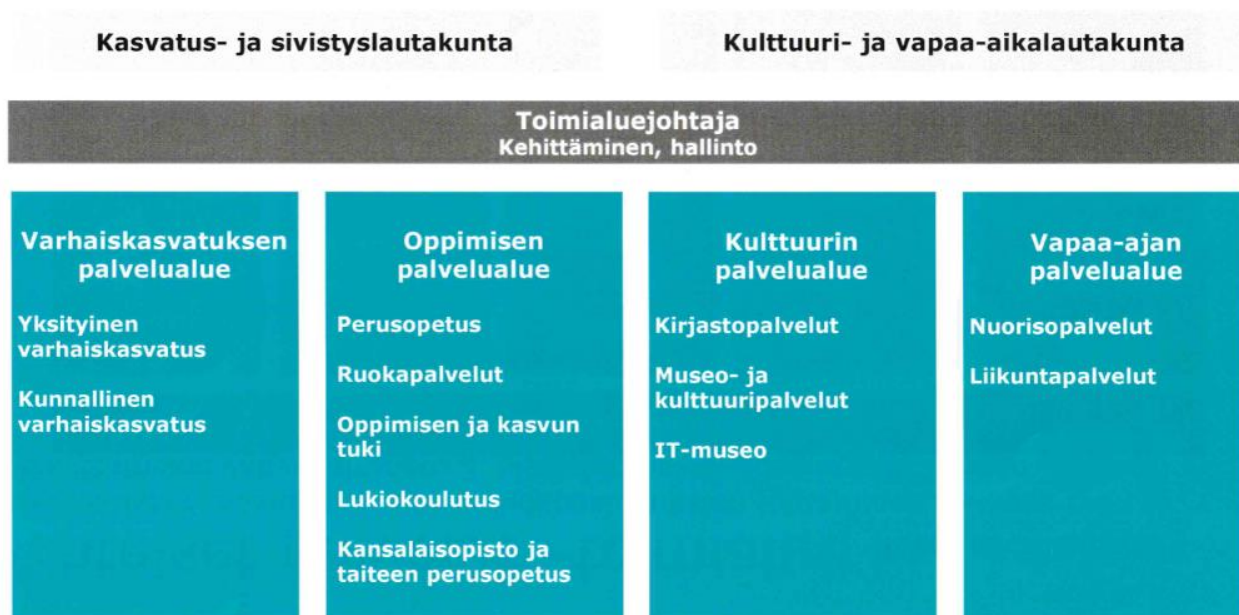 Kasvatus- ja sivistyslautakunta
Kulttuuri- ja vapaa-aikalautakunta
Toimialuejohtaja
Kehittäminen, hallinto
Varhaiskasvatuksen
palvelualue
Yksityinen
varhaiskasvatus
Kunnallinen
varhaiskasvatus
Oppimisen
palvelualue
Perusopetus
Ruokapalvelut
Oppimisen ja kasvun
tuki
Lukiokoulutus
Kansalaisopisto ja
taiteen perusopetus
Kulttuurin
palvelualue
Kirjastopalvelut
Museo- ja
kulttuuripalvelut
IT-museo
Vapaa-ajan
palvelualue
Nuorisopalvelut
Liikuntapalvelut